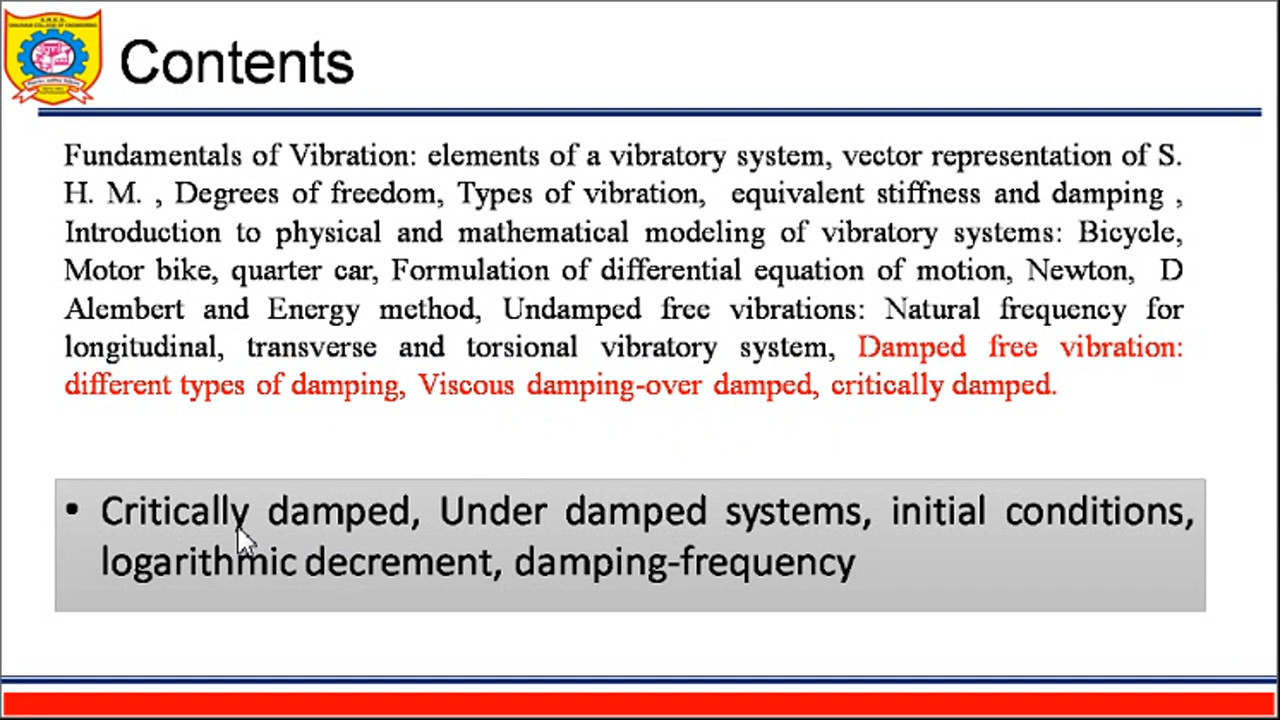 Contents
Fundamentals of Vibration: elements of a vibratory system, vector representation of S.
H. M. , Degrees of freedom, Types of vibration, equivalent stiffness and damping ,
Introduction to physical and mathematical modeling of vibratory systems: Bicycle,
Motor bike, quarter car, Formulation of differential equation of motion, Newton, D
Alembert and Energy method, Undamped free vibrations: Natural frequency for
longitudinal, transverse and torsional vibratory system, Damped free vibration:
different types of damping, Viscous damping-over damped, critically damped.
• Critically damped, Under damped systems, initial conditions,
logarithmic decrement, damping-frequency